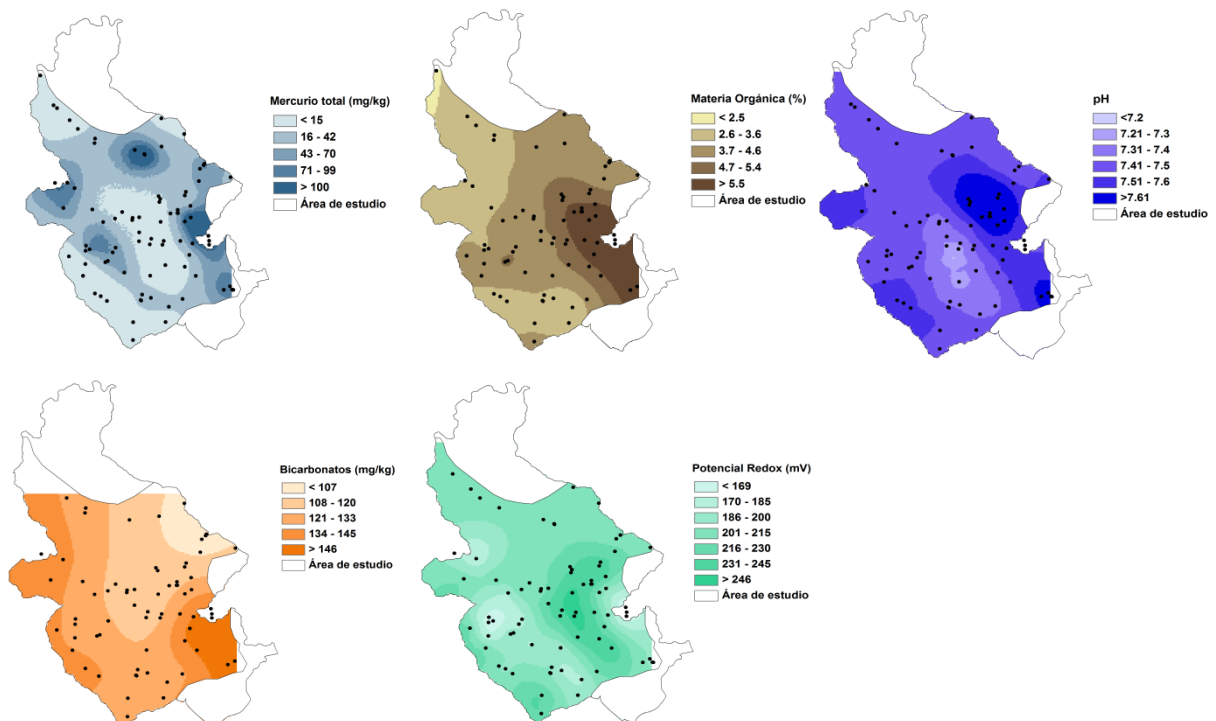 Mercurio total (mg/kg)
< 15
16 - 42
43 - 70
71 - 99
> 100
Área de estudio
Materia Orgánica (%)
< 2.5
2.6 - 3.6
3.7 - 4.6
4.7 - 5.4
> 5.5
Área de estudio
pH
<7.2
7.21 - 7.3
7.31 - 7.4
7.41 - 7.5
7.51 - 7.6
>7.61
Área de estudio
Bicarbonatos (mg/kg)
< 107
108 - 120
121 - 133
134 - 145
> 146
Área de estudio
Potencial Redox (mV)
< 169
170 - 185
186 - 200
201 - 215
216 - 230
231 - 245
> 246
Área de estudio